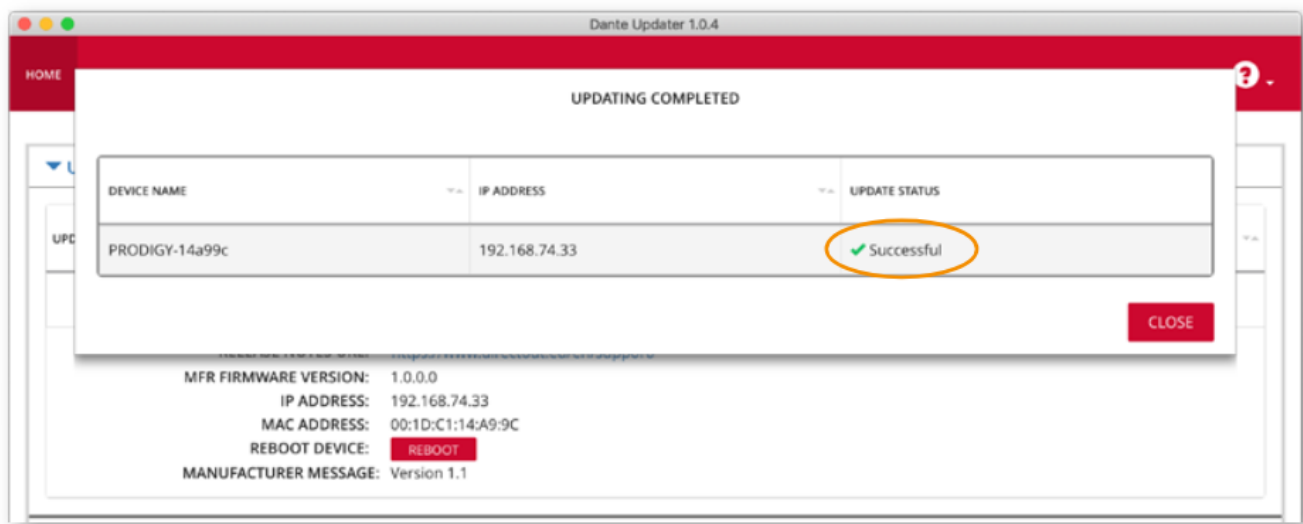 Dante Updater 1.0.4
HOME
?
UPDATING COMPLETED
DEVICE NAME IP ADDRESS UPDATE STATUS
UPD
PRODIGY-14a99c 192.168.74.33 Successful
CLOSE
MFR FIRMWARE VERSION: 1.0.0.0
IP ADDRESS: 192.168.74.33
MAC ADDRESS: 00:1D:C1:14:A9:9C
REBOOT DEVICE: REBOOT
MANUFACTURER MESSAGE: Version 1.1